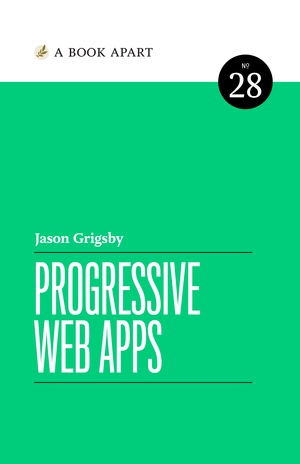 A BOOK APART
Nº
28
Jason Grigsby
PROGRESSIVE
WEB APPS